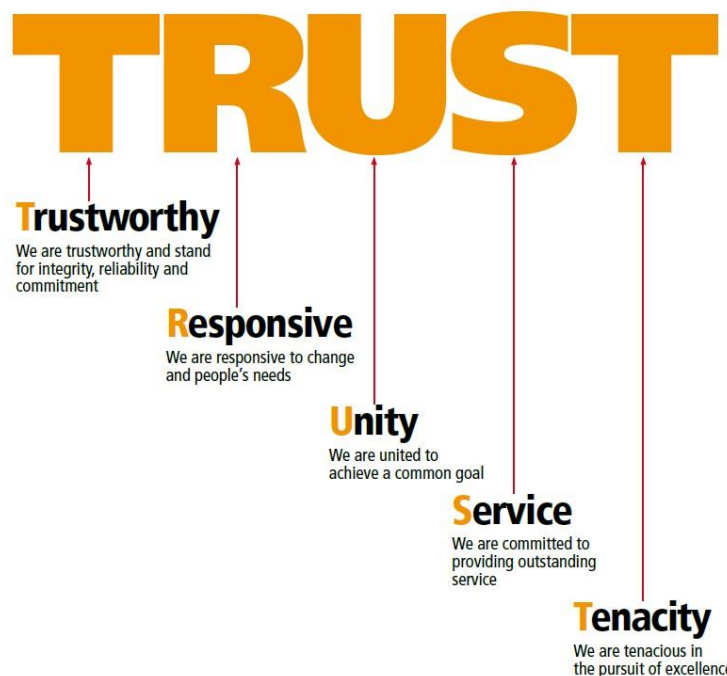 TRUST
Trustworthy
We are trustworthy and stand
for integrity, reliability and
commitment
Responsive
We are responsive to change
and people's needs
Unity
We are united to
achieve a common goal
Service
We are committed to
providing outstanding
service
Tenacity
We are tenacious in
the pursuit of excellence